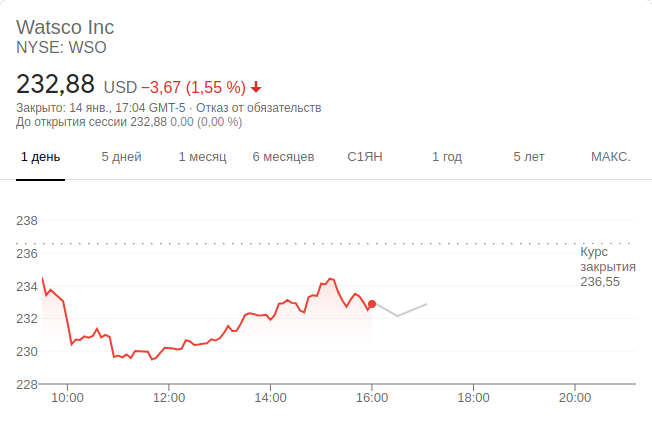 Watsco Inc
NYSE: WSO
232,88 USD −3,67 (1,55 %)
Закрыто: 14 янв., 17:04 GMT-5 · Отказ от обязательств
До открытия сессии 232,88 0,00 (0,00 %)
1 день 5 дней 1 месяц 6 месяцев С1ЯН 1 год 5 лет МАКС.
238
236
234
232
230
228
Курс
закрытия
236,55
10:00 12:00 14:00 16:00 18:00 20:00